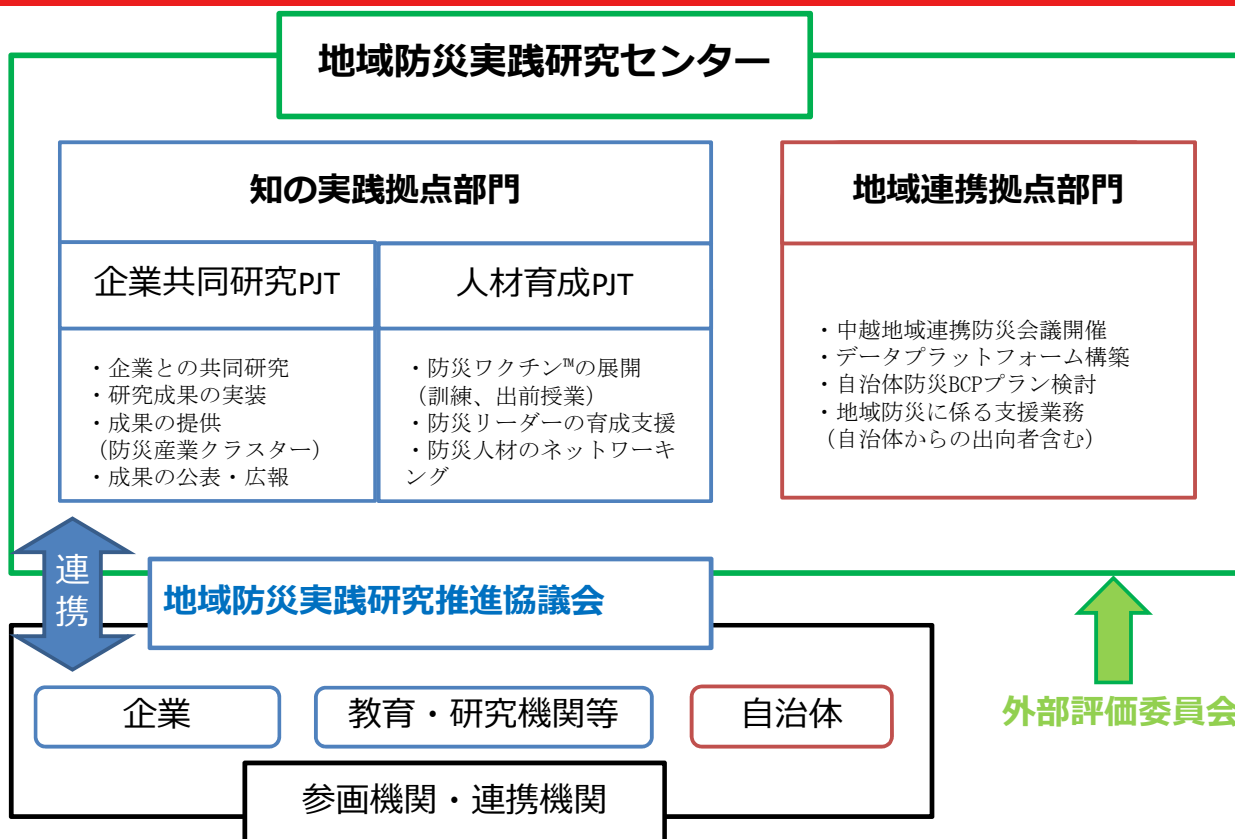 地域防災実践研究センター
知の実践拠点部門
企業共同研究PJT
・企業との共同研究
・研究成果の実装
・成果の提供
（防災産業クラスター）
・成果の公表・広報
人材育成PJT
・防災ワクチン™の展開
（訓練、出前授業）
・防災リーダーの育成支援
・防災人材のネットワーキ
ング
地域連携拠点部門
・中越地域連携防災会議開催
・データプラットフォーム構築
・自治体防災BCPプラン検討
・地域防災に係る支援業務
（自治体からの出向者含む）
連携
地域防災実践研究推進協議会
企業
教育・研究機関等
自治体
外部評価委員会
参画機関・連携機関